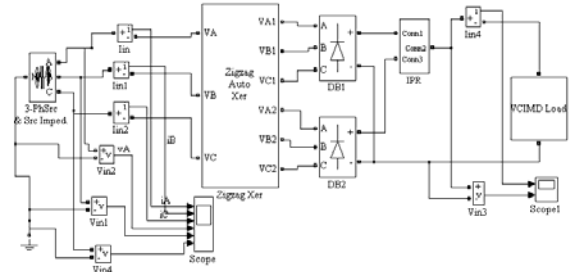 Iin
VA
VA1
A
+
Conn1
Iin4
+
A
VB1
B
Conn2
C
Iin1
Zigzag
Auto
Xer
VC1
C
-
Conn3
3-PhSrc
& Src Imped.
VB
DB1
IPR
VCIMD Load
VA2
A
+
Iin2
VB2
B
iB
vA
VC
VC2
C
-
Vin2
Zigzag Xer
DB2
iA
iC
+
v
-
Vin1
Scope
Vin3
Scope1
Vin4